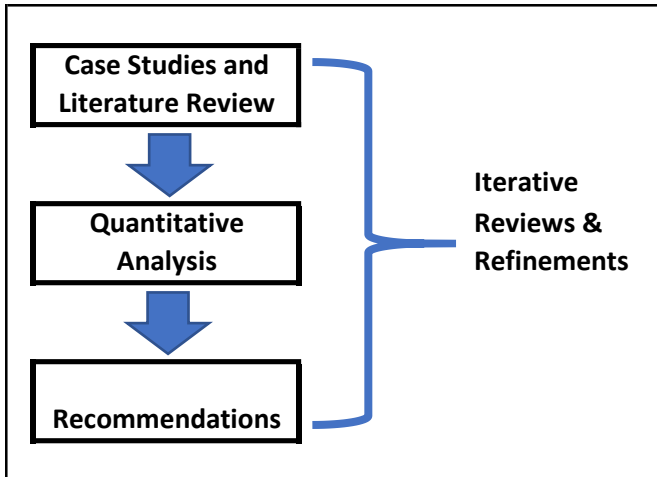 Case Studies and
Literature Review
Quantitative
Analysis
Recommendations
Iterative
Reviews &
Refinements